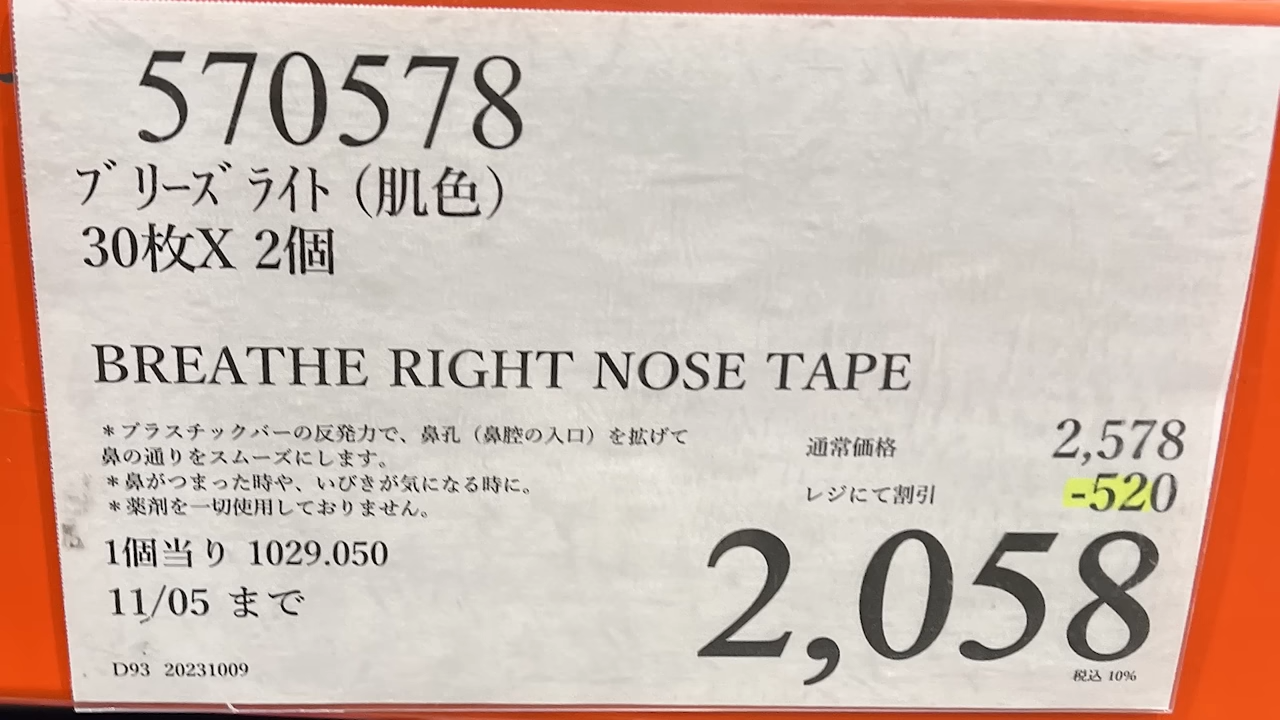 570578
ブリーズライト(肌色)
30枚X 2個
BREATHE RIGHT NOSE TAPE
*プラスチックバーの反発力で、鼻孔(鼻腔の入口)を拡げて
鼻の通りをスムーズにします。
*鼻がつまった時や、いびきが気になる時に。
*薬剤を一切使用しておりません。
通常価格 2,578
レジにて割引 -520
2,058
税込 10%
1個当り 1029.050
11/05 まで
D93 20231009